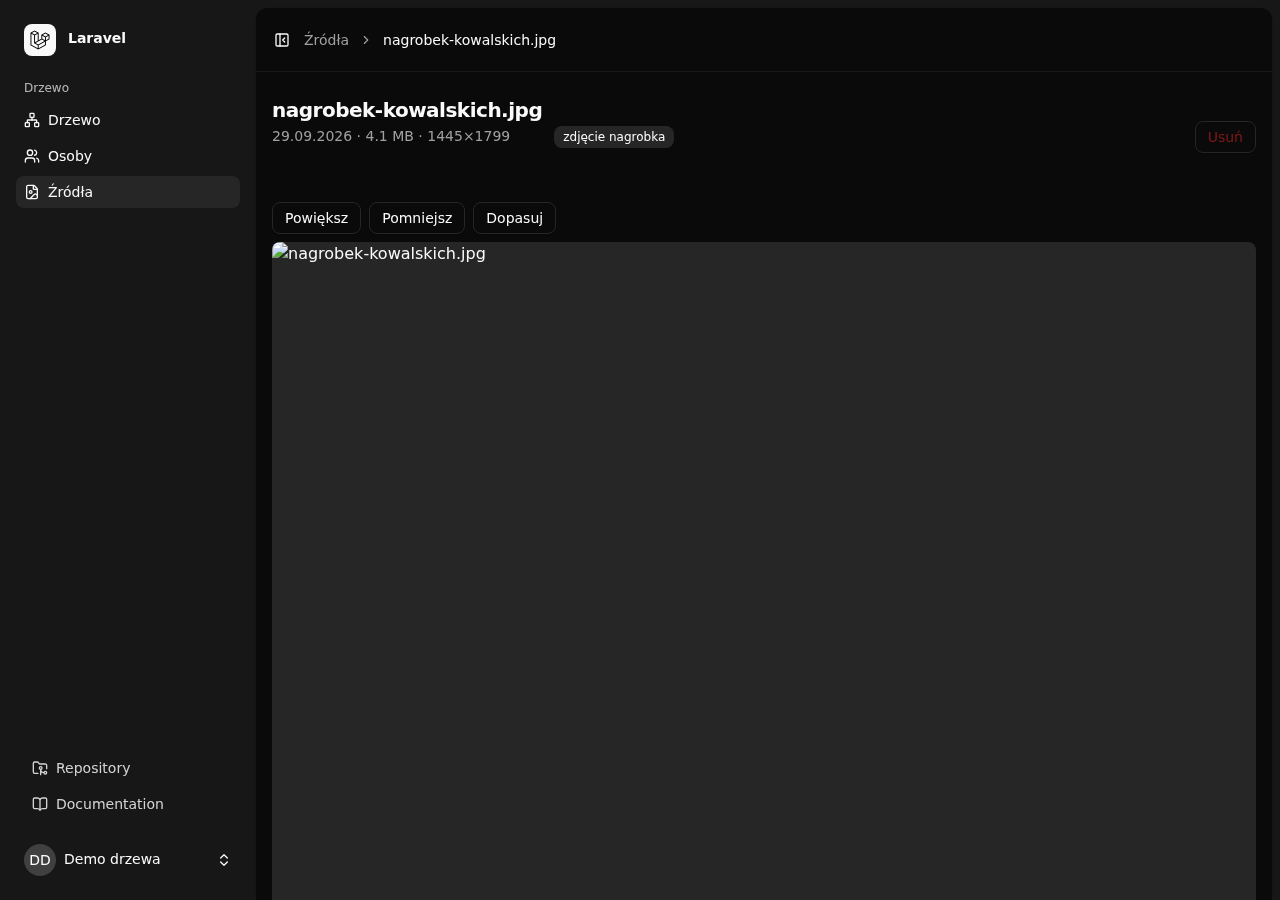 Laravel
Drzewo
Drzewo
Osoby
Źródła
Repository
Documentation
DD
Demo drzewa
Źródła
nagrobek-kowalskich.jpg
nagrobek-kowalskich.jpg
29.09.2026 · 4.1 MB · 1445×1799
zdjęcie nagrobka
Usuń
Powiększ
Pomniejsz
Dopasuj
nagrobek-kowalskich.jpg